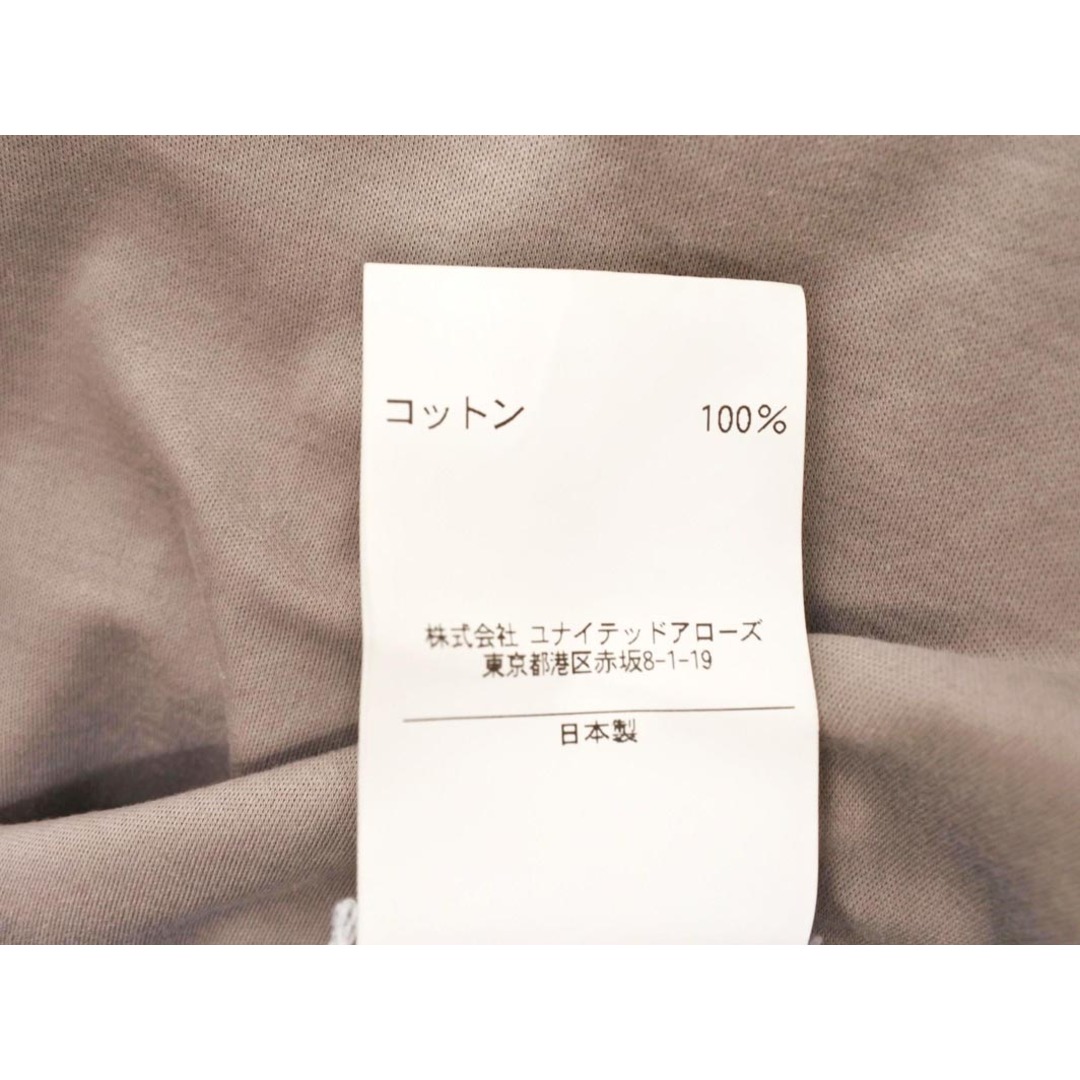 コットン 100%
株式会社 ユナイテッドアローズ
東京都港区赤坂8-1-19
日本製